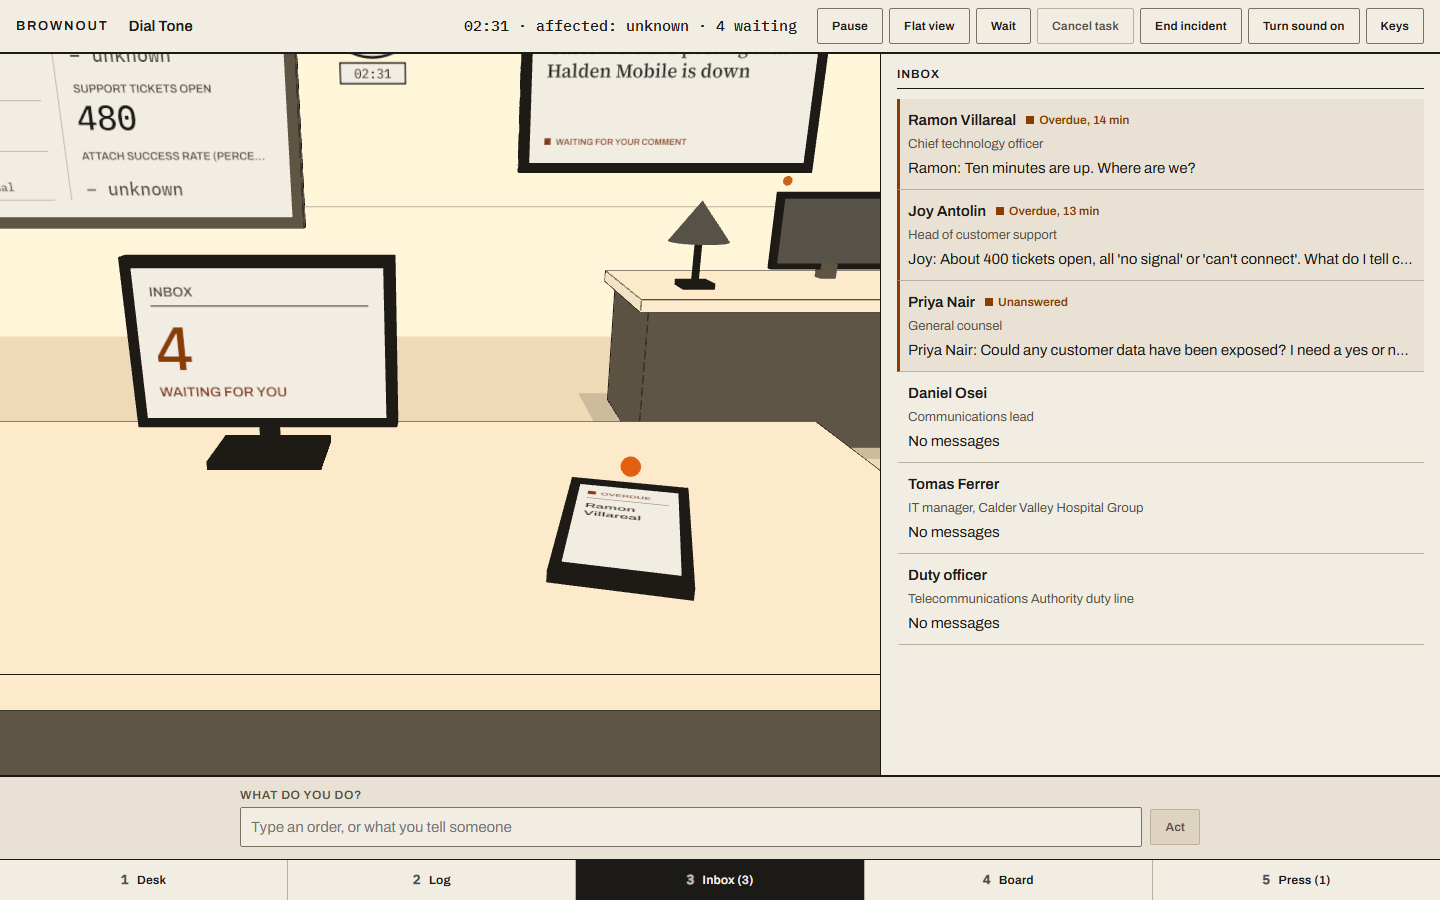 BROWNOUT
Dial Tone
02:31 · affected: unknown · 4 waiting
Pause
Flat view
Wait
Cancel task
End incident
Turn sound on
Keys
– unknown
SUPPORT TICKETS OPEN
480
ATTACH SUCCESS RATE (PERCE...
– unknown
02:31
Halden Mobile is down
WAITING FOR YOUR COMMENT
INBOX
4
WAITING FOR YOU
OVERDUE
Ramon
Villareal
INBOX
Ramon Villareal Overdue, 14 min
Chief technology officer
Ramon: Ten minutes are up. Where are we?
Joy Antolin Overdue, 13 min
Head of customer support
Joy: About 400 tickets open, all 'no signal' or 'can't connect'. What do I tell c...
Priya Nair Unanswered
General counsel
Priya Nair: Could any customer data have been exposed? I need a yes or n...
Daniel Osei
Communications lead
No messages
Tomas Ferrer
IT manager, Calder Valley Hospital Group
No messages
Duty officer
Telecommunications Authority duty line
No messages
WHAT DO YOU DO?
Type an order, or what you tell someone
Act
1 Desk
2 Log
3 Inbox (3)
4 Board
5 Press (1)